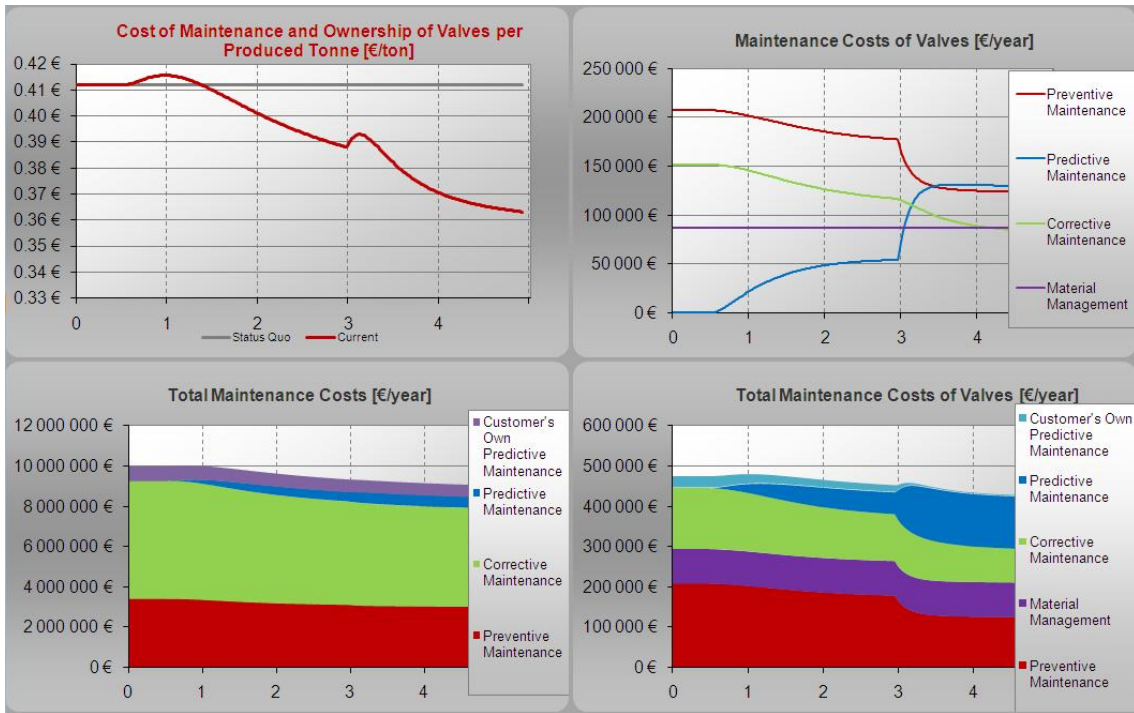 Cost of Maintenance and Ownership of Valves per
Produced Tonne [€/ton]
0.42 €
0.41 €
0.40 €
0.39 €
0.38 €
0.37 €
0.36 €
0.35 €
0.34 €
0.33 €
0 1 2 3 4
Status Quo Current
Maintenance Costs of Valves [€/year]
250 000 €
200 000 €
150 000 €
100 000 €
50 000 €
0 €
0 1 2 3 4
Preventive
Maintenance
Predictive
Maintenance
Corrective
Maintenance
Material
Management
Total Maintenance Costs [€/year]
12 000 000 €
10 000 000 €
8 000 000 €
6 000 000 €
4 000 000 €
2 000 000 €
0 €
0 1 2 3 4
Customer's
Own
Predictive
Maintenance
Predictive
Maintenance
Corrective
Maintenance
Preventive
Maintenance
Total Maintenance Costs of Valves [€/year]
600 000 €
500 000 €
400 000 €
300 000 €
200 000 €
100 000 €
0 €
0 1 2 3 4
Customer's Own
Predictive
Maintenance
Predictive
Maintenance
Corrective
Maintenance
Material
Management
Preventive
Maintenance